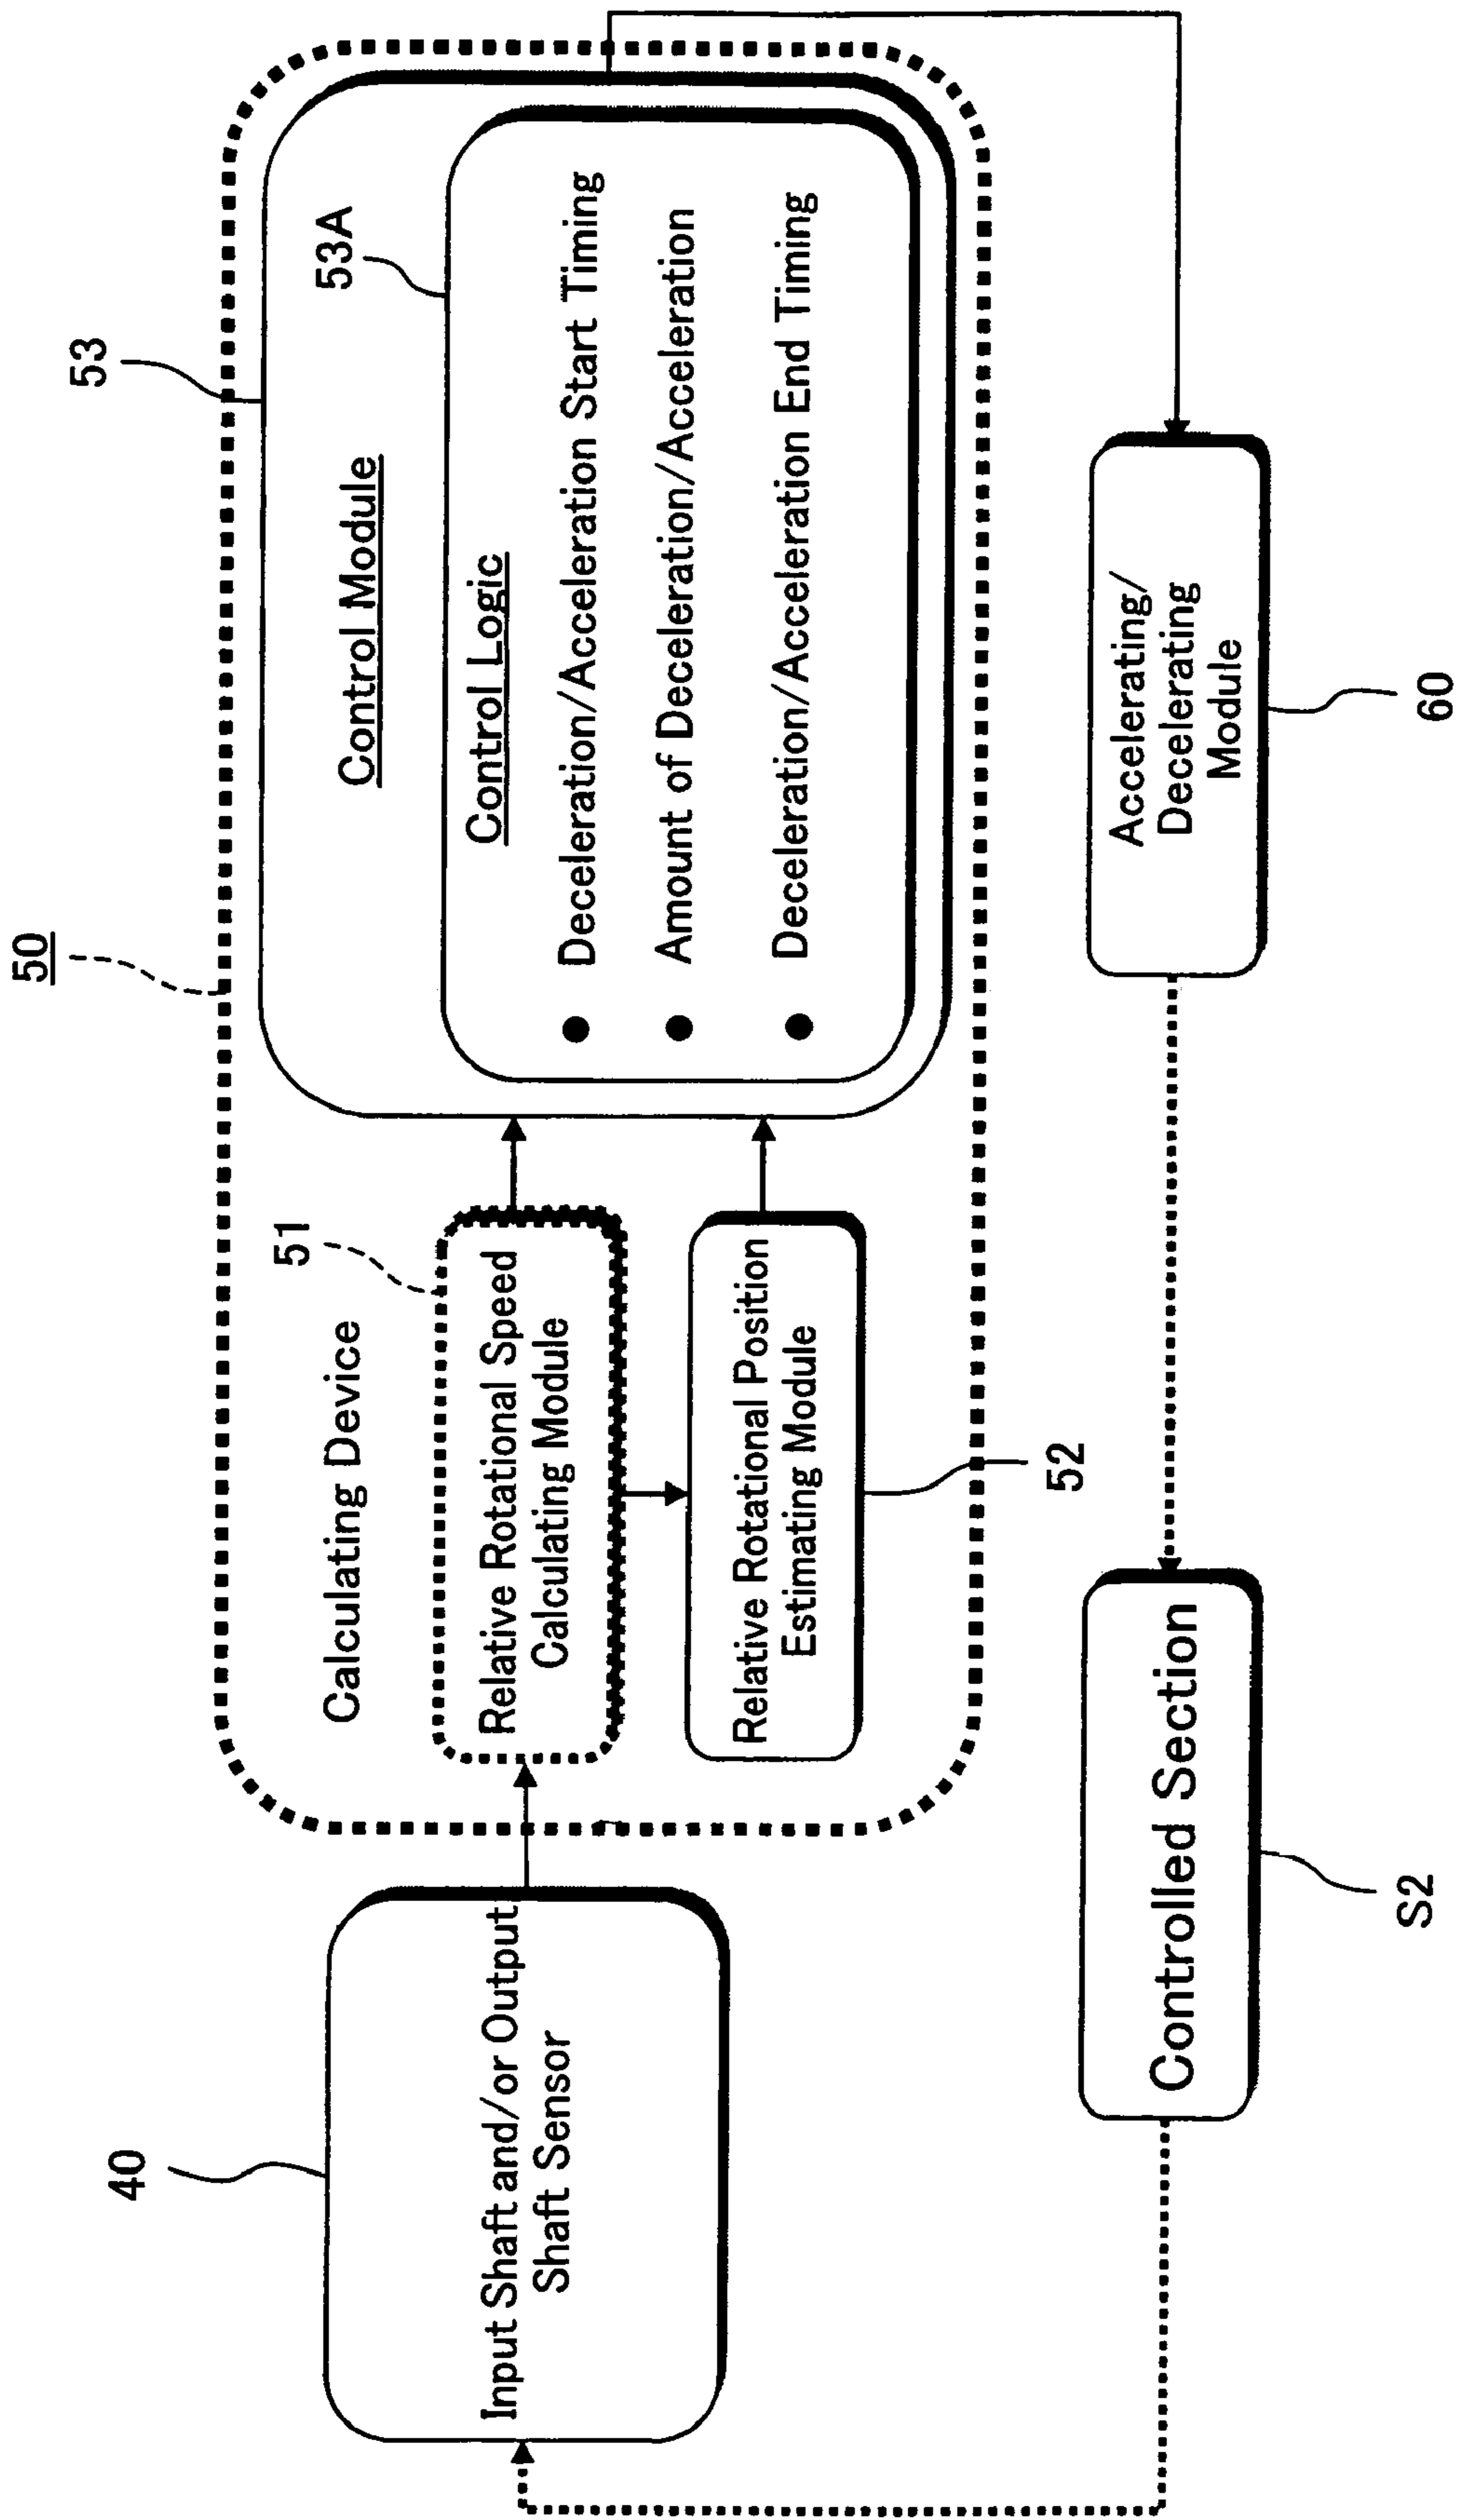 50
53
Calculating Device
51
Relative Rotational Speed
Calculating Module
Relative Rotational Position
Estimating Module
52
Control Module
53A
Control Logic
● Deceleration/Acceleration Start Timing
● Amount of Deceleration/Acceleration
● Deceleration/Acceleration End Timing
40
Input Shaft and/or Output
Shaft Sensor
Controlled Section
S2
Accelerating/
Decelerating
Module
60